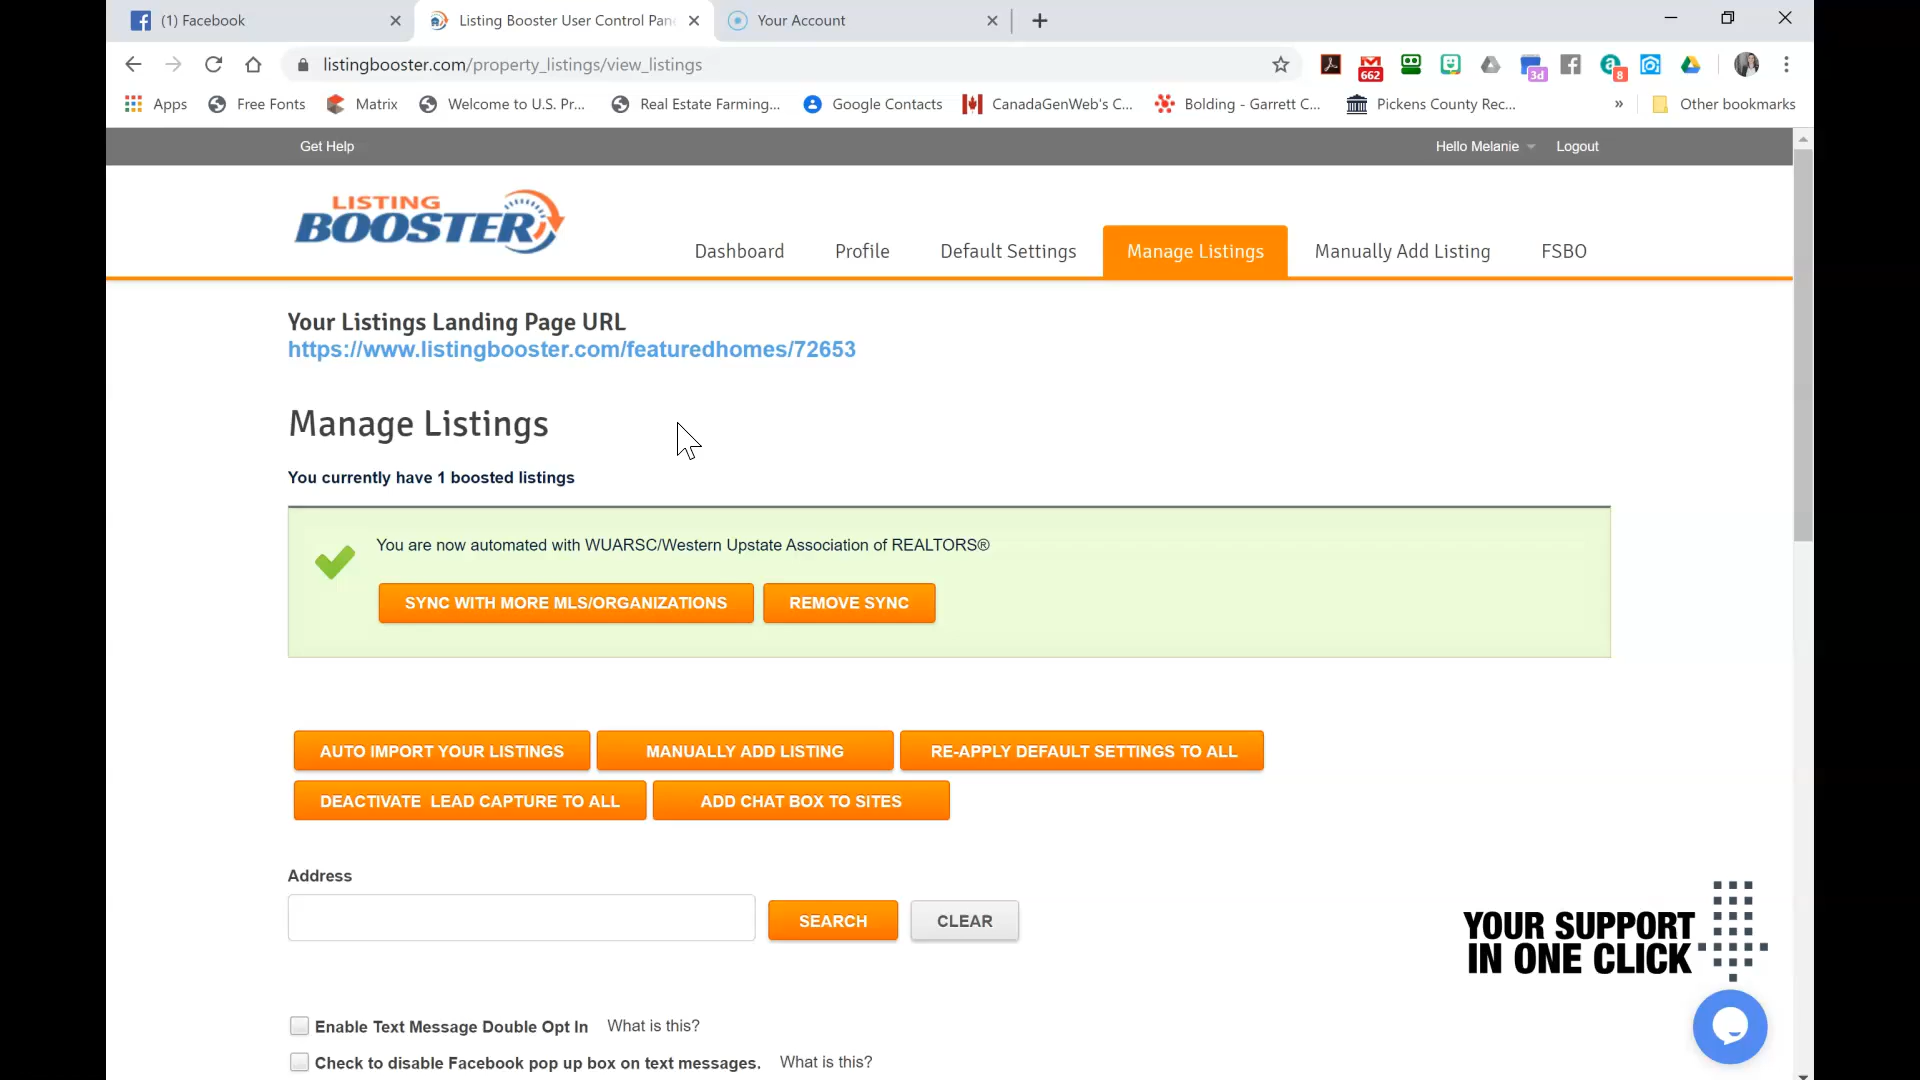 (1) Facebook
Listing Booster User Control Pan
Your Account
listingbooster.com/property_listings/view_listings
662
3d
8
Apps
Free Fonts
Matrix
Welcome to U.S. Pr...
Real Estate Farming...
Google Contacts
CanadaGenWeb's C...
Bolding - Garrett C...
Pickens County Rec...
»
Other bookmarks
Get Help
Hello Melanie
Logout
LISTING
BOOSTER
Dashboard
Profile
Default Settings
Manage Listings
Manually Add Listing
FSBO
Your Listings Landing Page URL
https://www.listingbooster.com/featuredhomes/72653
Manage Listings
You currently have 1 boosted listings
You are now automated with WUARSC/Western Upstate Association of REALTORS®
SYNC WITH MORE MLS/ORGANIZATIONS
REMOVE SYNC
AUTO IMPORT YOUR LISTINGS
MANUALLY ADD LISTING
RE-APPLY DEFAULT SETTINGS TO ALL
DEACTIVATE LEAD CAPTURE TO ALL
ADD CHAT BOX TO SITES
Address
SEARCH
CLEAR
YOUR SUPPORT
IN ONE CLICK
Enable Text Message Double Opt In
What is this?
Check to disable Facebook pop up box on text messages.
What is this?